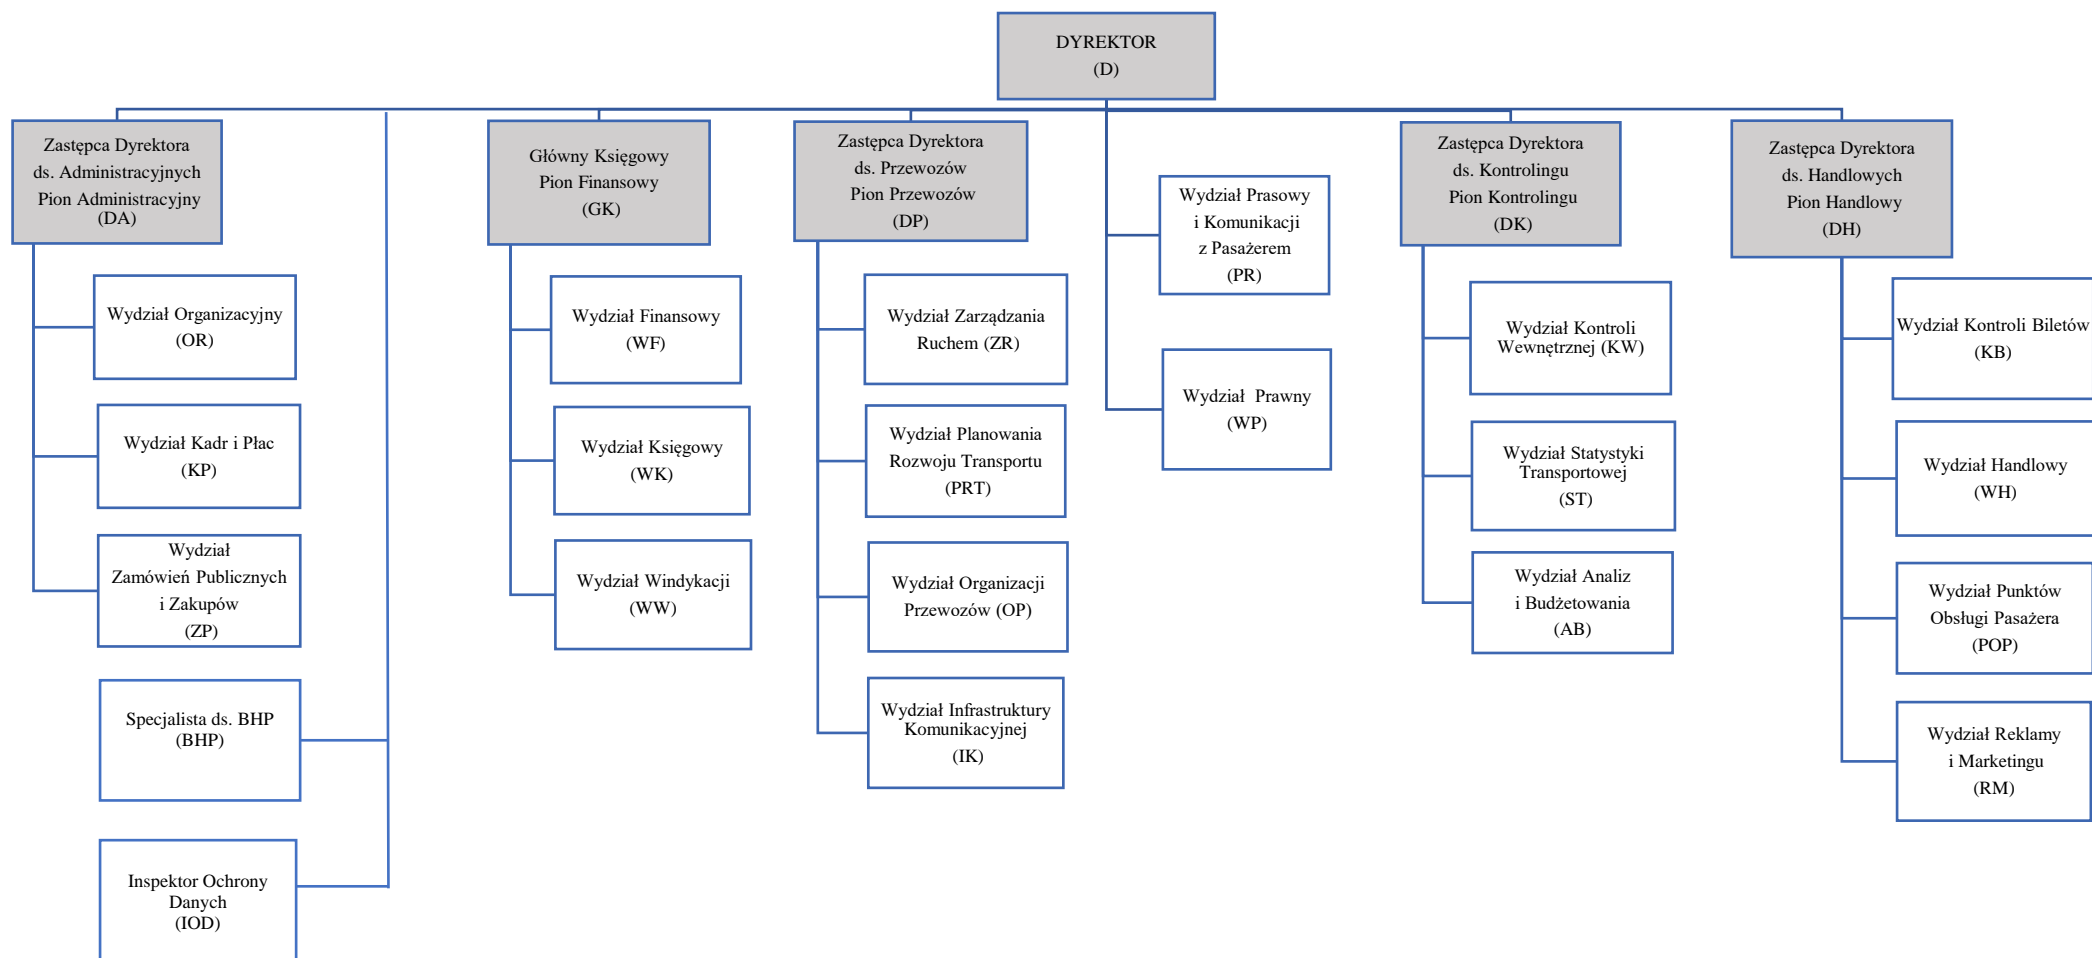 DYREKTOR
(D)
Zastępca Dyrektora
ds. Administracyjnych
Pion Administracyjny
(DA)
Wydział Organizacyjny
(OR)
Wydział Kadr i Płac
(KP)
Wydział
Zamówień Publicznych
i Zakupów
(ZP)
Specjalista ds. BHP
(BHP)
Inspektor Ochrony
Danych
(IOD)
Główny Księgowy
Pion Finansowy
(GK)
Wydział Finansowy
(WF)
Wydział Księgowy
(WK)
Wydział Windykacji
(WW)
Zastępca Dyrektora
ds. Przewozów
Pion Przewozów
(DP)
Wydział Zarządzania
Ruchem (ZR)
Wydział Planowania
Rozwoju Transportu
(PRT)
Wydział Organizacji
Przewozów (OP)
Wydział Infrastruktury
Komunikacyjnej
(IK)
Wydział Prasowy
i Komunikacji
z Pasażerem
(PR)
Wydział Prawny
(WP)
Zastępca Dyrektora
ds. Kontrolingu
Pion Kontrolingu
(DK)
Wydział Kontroli
Wewnętrznej (KW)
Wydział Statystyki
Transportowej
(ST)
Wydział Analiz
i Budżetowania
(AB)
Zastępca Dyrektora
ds. Handlowych
Pion Handlowy
(DH)
Wydział Kontroli Biletów
(KB)
Wydział Handlowy
(WH)
Wydział Punktów
Obsługi Pasażera
(POP)
Wydział Reklamy
i Marketingu
(RM)